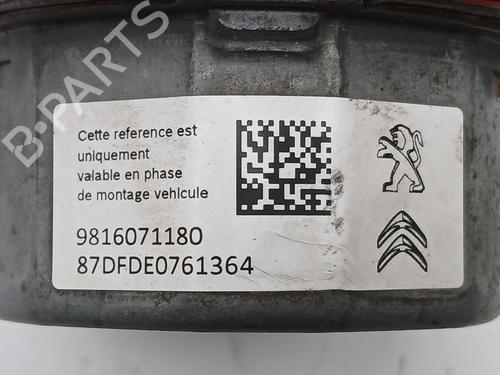 B-PARTS
Cette reference est
uniquement
valable en phase
de montage vehicule
9816071180
87DFDE0761364